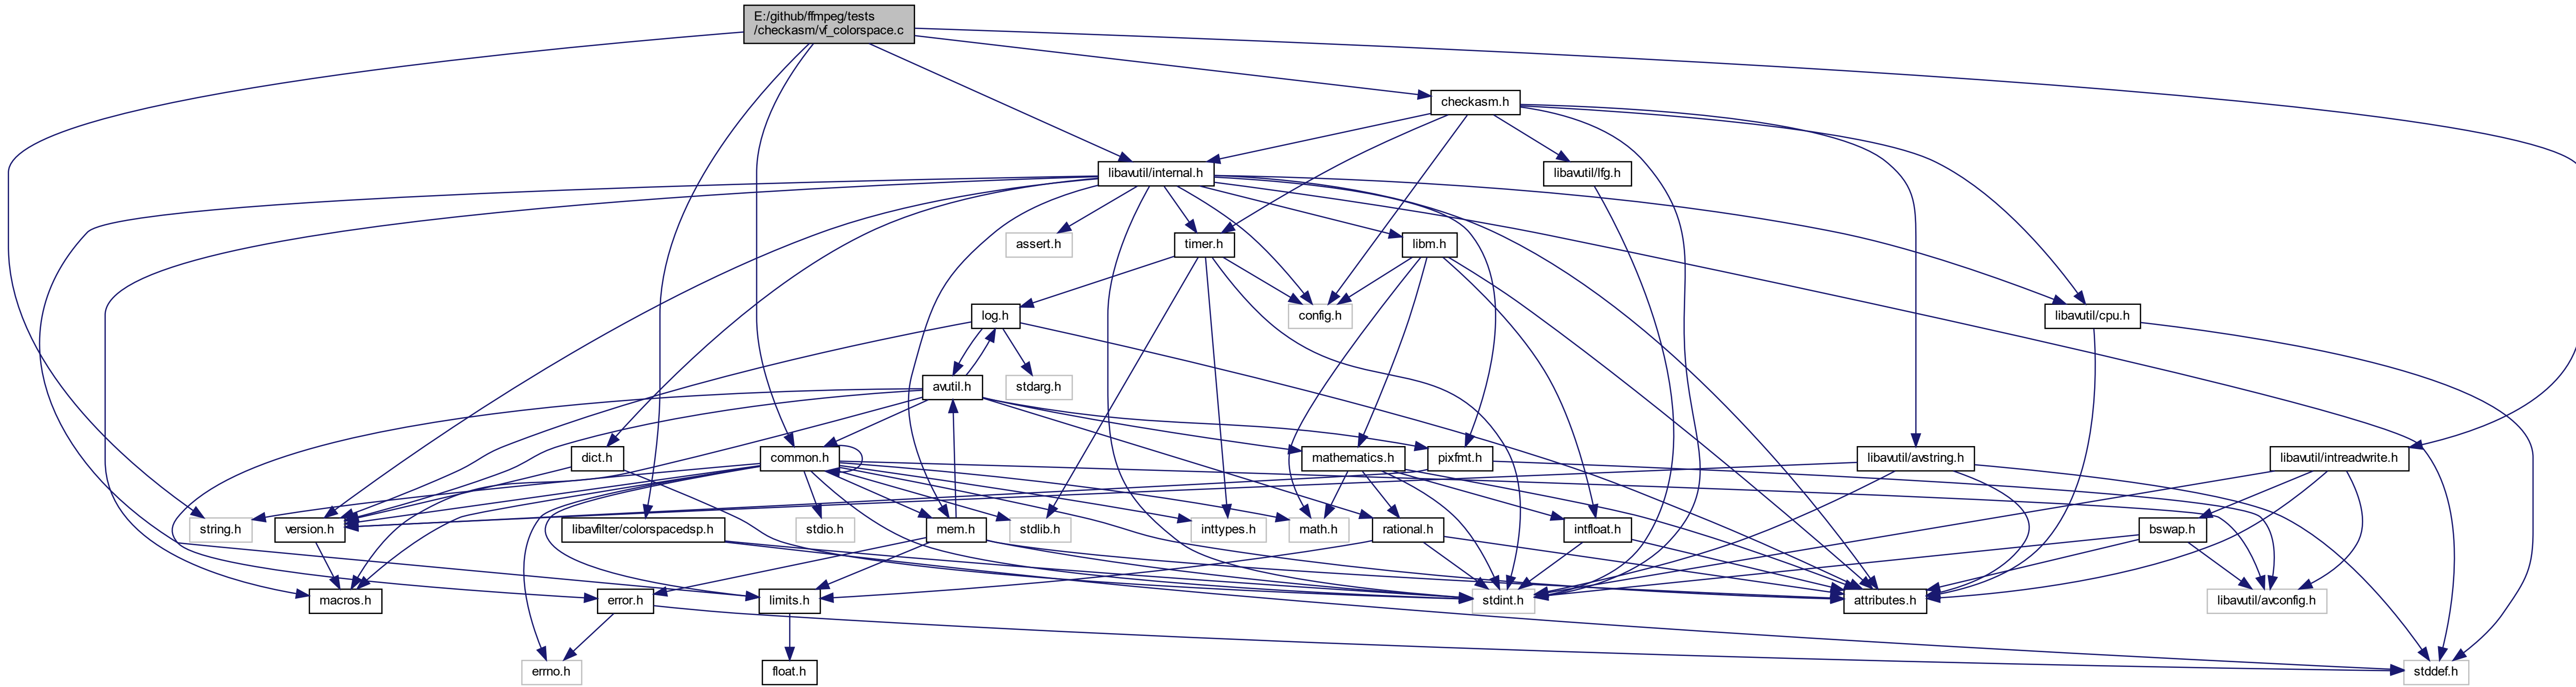 E:/github/ffmpeg/tests
/checkasm/vf_colorspace.c
checkasm.h
libavutil/internal.h
libavutil/lfg.h
assert.h
timer.h
libm.h
log.h
config.h
libavutil/cpu.h
avutil.h
stdarg.h
dict.h
common.h
mathematics.h
pixfmt.h
libavutil/avstring.h
libavutil/intreadwrite.h
string.h
version.h
libavfilter/colorspacedsp.h
stdio.h
mem.h
stdlib.h
inttypes.h
math.h
rational.h
intfloat.h
bswap.h
macros.h
error.h
limits.h
stdint.h
attributes.h
libavutil/avconfig.h
errno.h
float.h
stddef.h